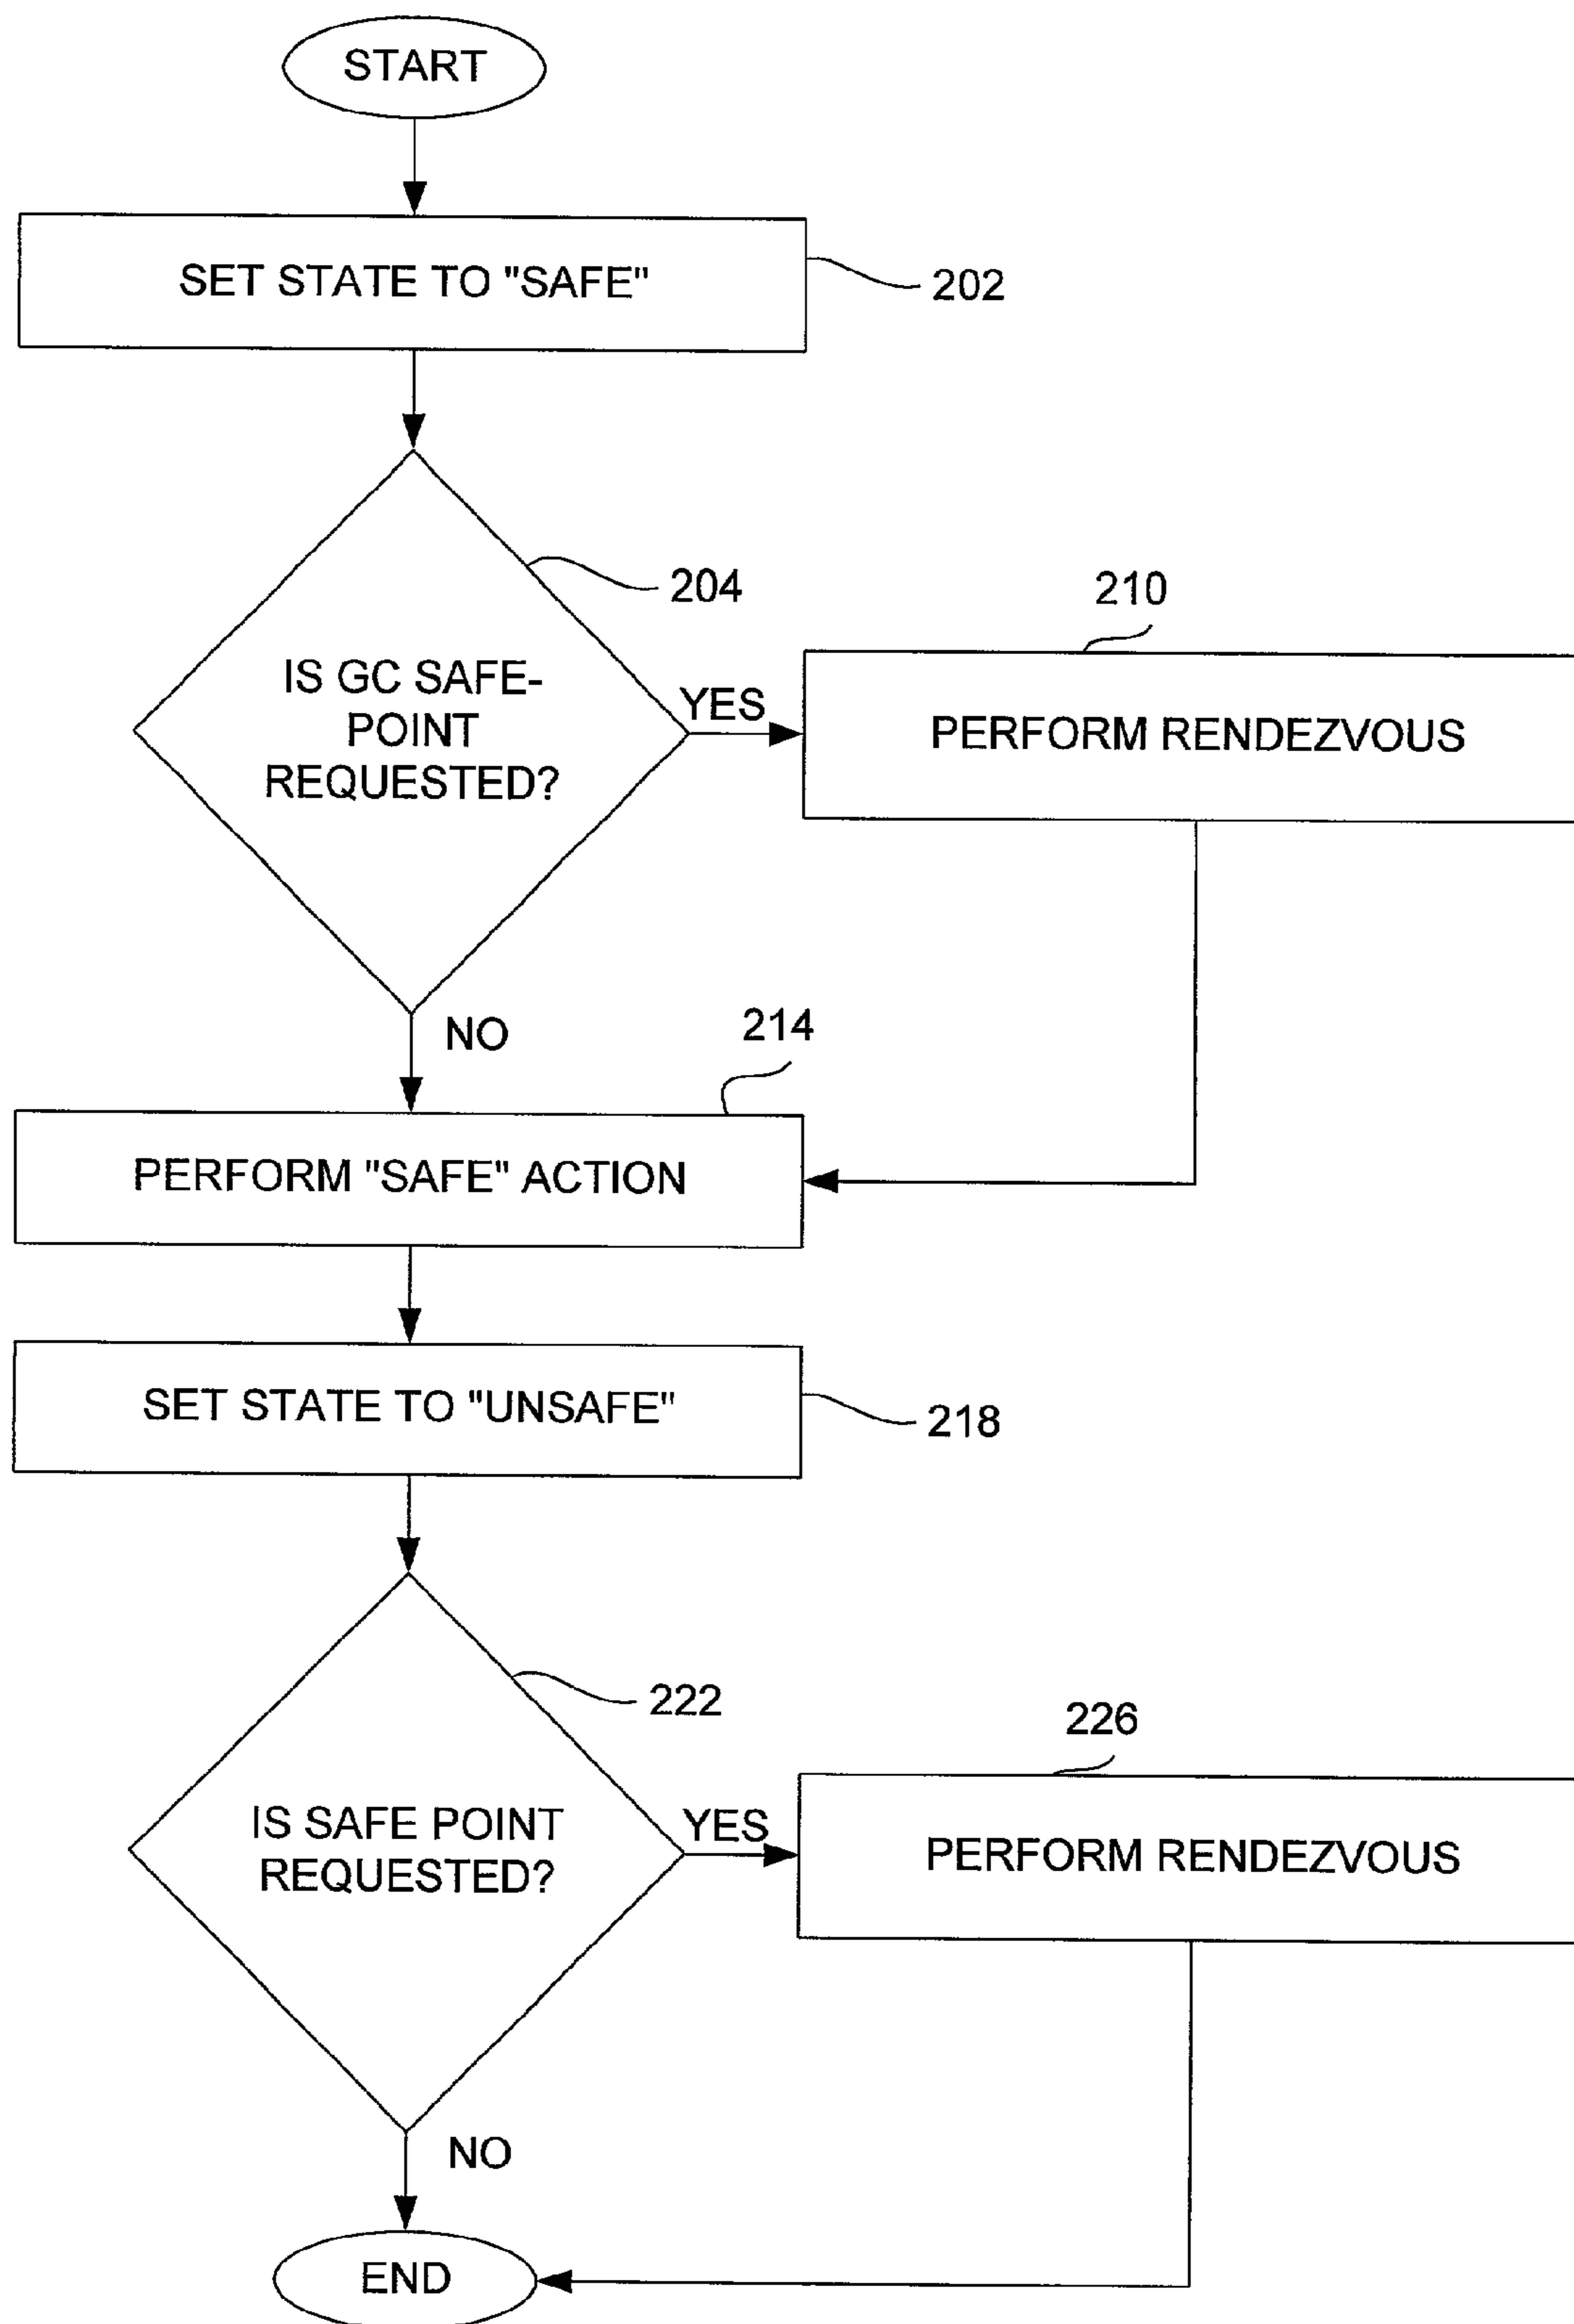 START
SET STATE TO "SAFE"
202
204
210
IS GC SAFE-
POINT
REQUESTED?
YES
PERFORM RENDEZVOUS
NO
214
PERFORM "SAFE" ACTION
SET STATE TO "UNSAFE"
218
222
226
IS SAFE POINT
REQUESTED?
YES
PERFORM RENDEZVOUS
NO
END